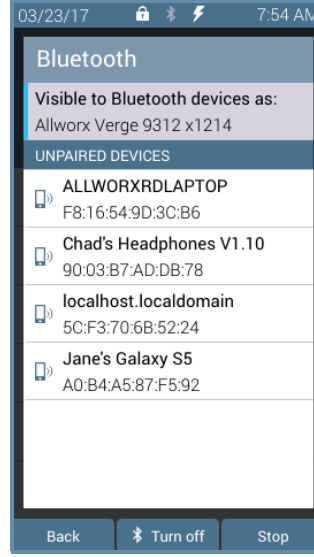 03/23/17 7:54 AM
Bluetooth
Visible to Bluetooth devices as:
Allworx Verge 9312 x1214
UNPAIRED DEVICES
ALLWORXRDLAPTOP
F8:16:54:9D:3C:B6
Chad's Headphones V1.10
90:03:B7:AD:DB:78
localhost.localdomain
5C:F3:70:6B:52:24
Jane's Galaxy S5
A0:B4:A5:87:F5:92
Back Turn off Stop